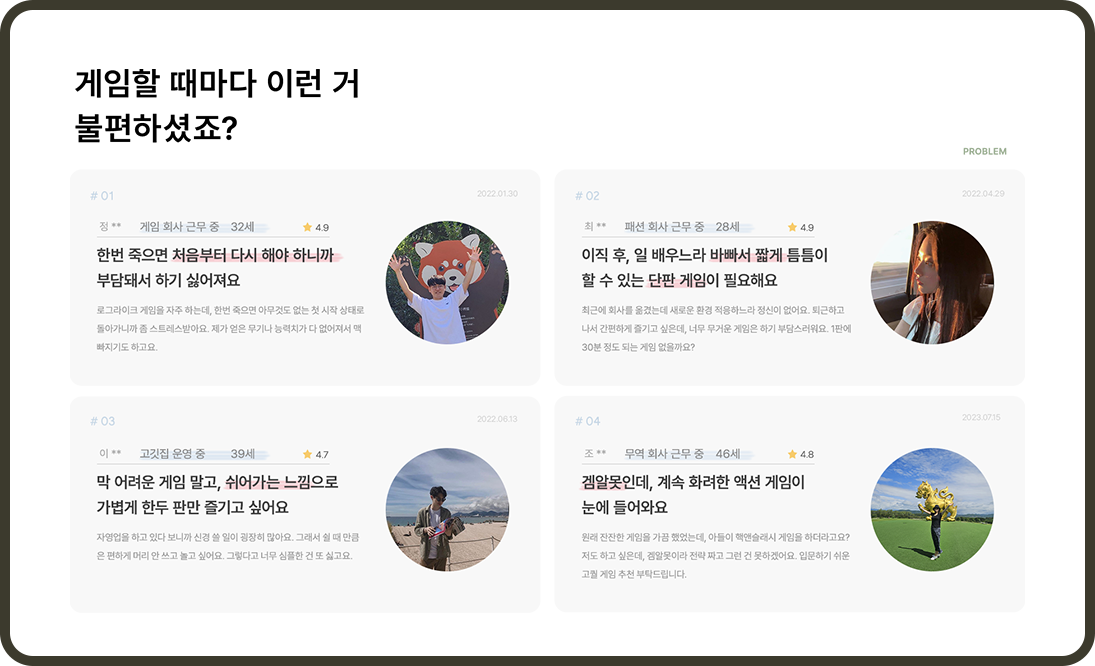 게임할 때마다 이런 거
불편하셨죠?
PROBLEM
# 01
2022.01.30
정 ** 게임 회사 근무 중 32세 4.9
한번 죽으면 처음부터 다시 해야 하니까
부담돼서 하기 싫어져요
로그라이크 게임을 자주 하는데, 한번 죽으면 아무것도 없는 첫 시작 상태로
돌아가니까 좀 스트레스받아요. 제가 얻은 무기나 능력치가 다 없어져서 맥
빠지기도 하고요.
# 02
2022.04.29
최 ** 패션 회사 근무 중 28세 4.9
이직 후, 일 배우느라 바빠서 짧게 틈틈이
할 수 있는 단판 게임이 필요해요
최근에 회사를 옮겼는데 새로운 환경 적응하느라 정신이 없어요. 퇴근하고
나서 간편하게 즐기고 싶은데, 너무 무거운 게임은 하기 부담스러워요. 1판에
30분 정도 되는 게임 없을까요?
# 03
2022.06.13
이 ** 고깃집 운영 중 39세 4.7
막 어려운 게임 말고, 쉬어가는 느낌으로
가볍게 한두 판만 즐기고 싶어요
자영업을 하고 있다 보니까 신경 쓸 일이 굉장히 많아요. 그래서 쉴 때 만큼
은 편하게 머리 안 쓰고 놀고 싶어요. 그렇다고 너무 심플한 건 또 싫고요.
# 04
2023.07.15
조 ** 무역 회사 근무 중 46세 4.8
겜알못인데, 계속 화려한 액션 게임이
눈에 들어와요
원래 잔잔한 게임을 가끔 했었는데, 아들이 핵앤슬래시 게임을 하더라고요?
저도 하고 싶은데, 겜알못이라 전략 짜고 그런 건 못하겠어요. 입문하기 쉬운
고퀄 게임 추천 부탁드립니다.